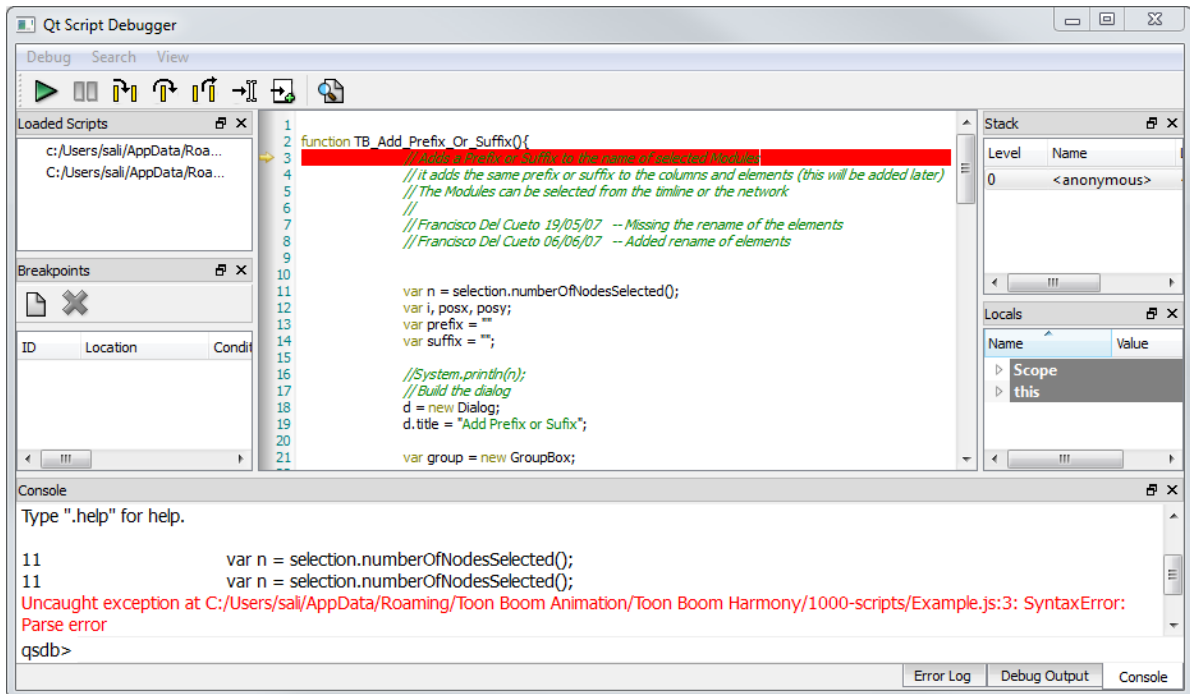 Qt Script Debugger
Debug Search View
Loaded Scripts
c:/Users/sali/AppData/Roa...
C:/Users/sali/AppData/Roa...
Breakpoints
ID Location Condit
1
2 function TB_Add_Prefix_Or_Suffix(){
3 // Adds a Prefix or Suffix to the name of selected Modules
4 // it adds the same prefix or suffix to the columns and elements (this will be added later)
5 // The Modules can be selected from the timline or the network
6 //
7 // Francisco Del Cueto 19/05/07 -- Missing the rename of the elements
8 // Francisco Del Cueto 06/06/07 -- Added rename of elements
9
10
11 var n = selection.numberOfNodesSelected();
12 var i, posx, posy;
13 var prefix = ""
14 var suffix = "";
15
16 //System.println(n);
17 // Build the dialog
18 d = new Dialog;
19 d.title = "Add Prefix or Sufix";
20
21 var group = new GroupBox;
Stack
Level Name
0 <anonymous>
Locals
Name Value
Scope
this
Console
Type ".help" for help.
11 var n = selection.numberOfNodesSelected();
11 var n = selection.numberOfNodesSelected();
Uncaught exception at C:/Users/sali/AppData/Roaming/Toon Boom Animation/Toon Boom Harmony/1000-scripts/Example.js:3: SyntaxError:
Parse error
qsdb>
Error Log Debug Output Console